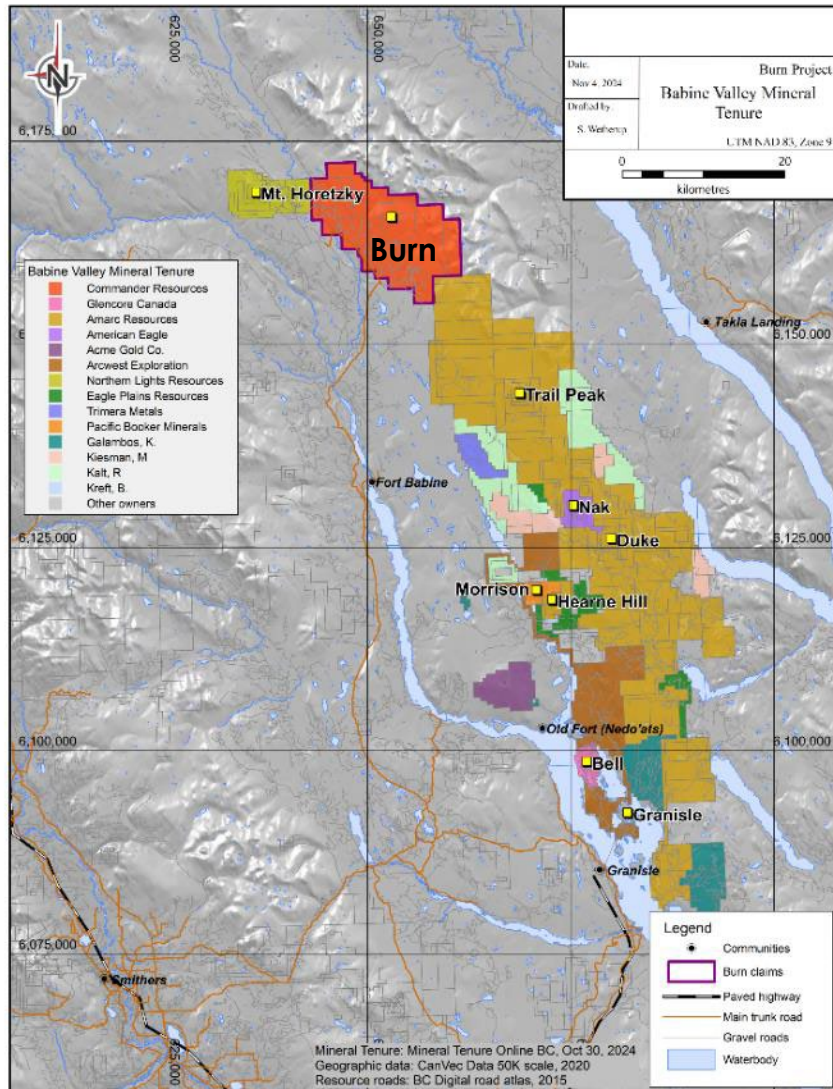 625,000
650,000
N
Date:
Nov 4, 2024
Drafted by:
S. Wetherup
Burn Project
Babine Valley Mineral
Tenure
UTM NAD 83, Zone 9
0 20
kilometres
6,175,000
Mt. Horetzky
Burn
Babine Valley Mineral Tenure
Commander Resources
Glencore Canada
Amarc Resources
American Eagle
Acme Gold Co.
Arcwest Exploration
Northern Lights Resources
Eagle Plains Resources
Trimera Metals
Pacific Booker Minerals
Galambos, K.
Kiesman, M
Kalt, R
Kreft, B.
Other owners
Takla Landing
6,150,000
Trail Peak
Fort Babine
Nak
6,125,000
Duke
6,125,000
Morrison
Hearne Hill
Old Fort (Nedo'ats)
6,100,000
6,100,000
Bell
Granisle
Granisle
6,075,000
Smithers
625,000
Legend
Communities
Burn claims
Paved highway
Main trunk road
Gravel roads
Waterbody
Mineral Tenure: Mineral Tenure Online BC, Oct 30, 2024
Geographic data: CanVec Data 50K scale, 2020
Resource roads: BC Digital road atlas, 2015